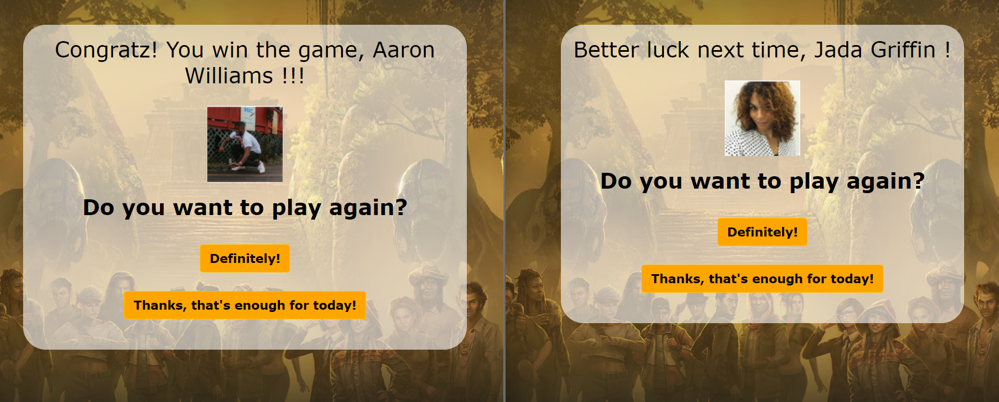 Congratz! You win the game, Aaron
Williams !!!
Do you want to play again?
Definitely!
Thanks, that's enough for today!
Better luck next time, Jada Griffin !
Do you want to play again?
Definitely!
Thanks, that's enough for today!